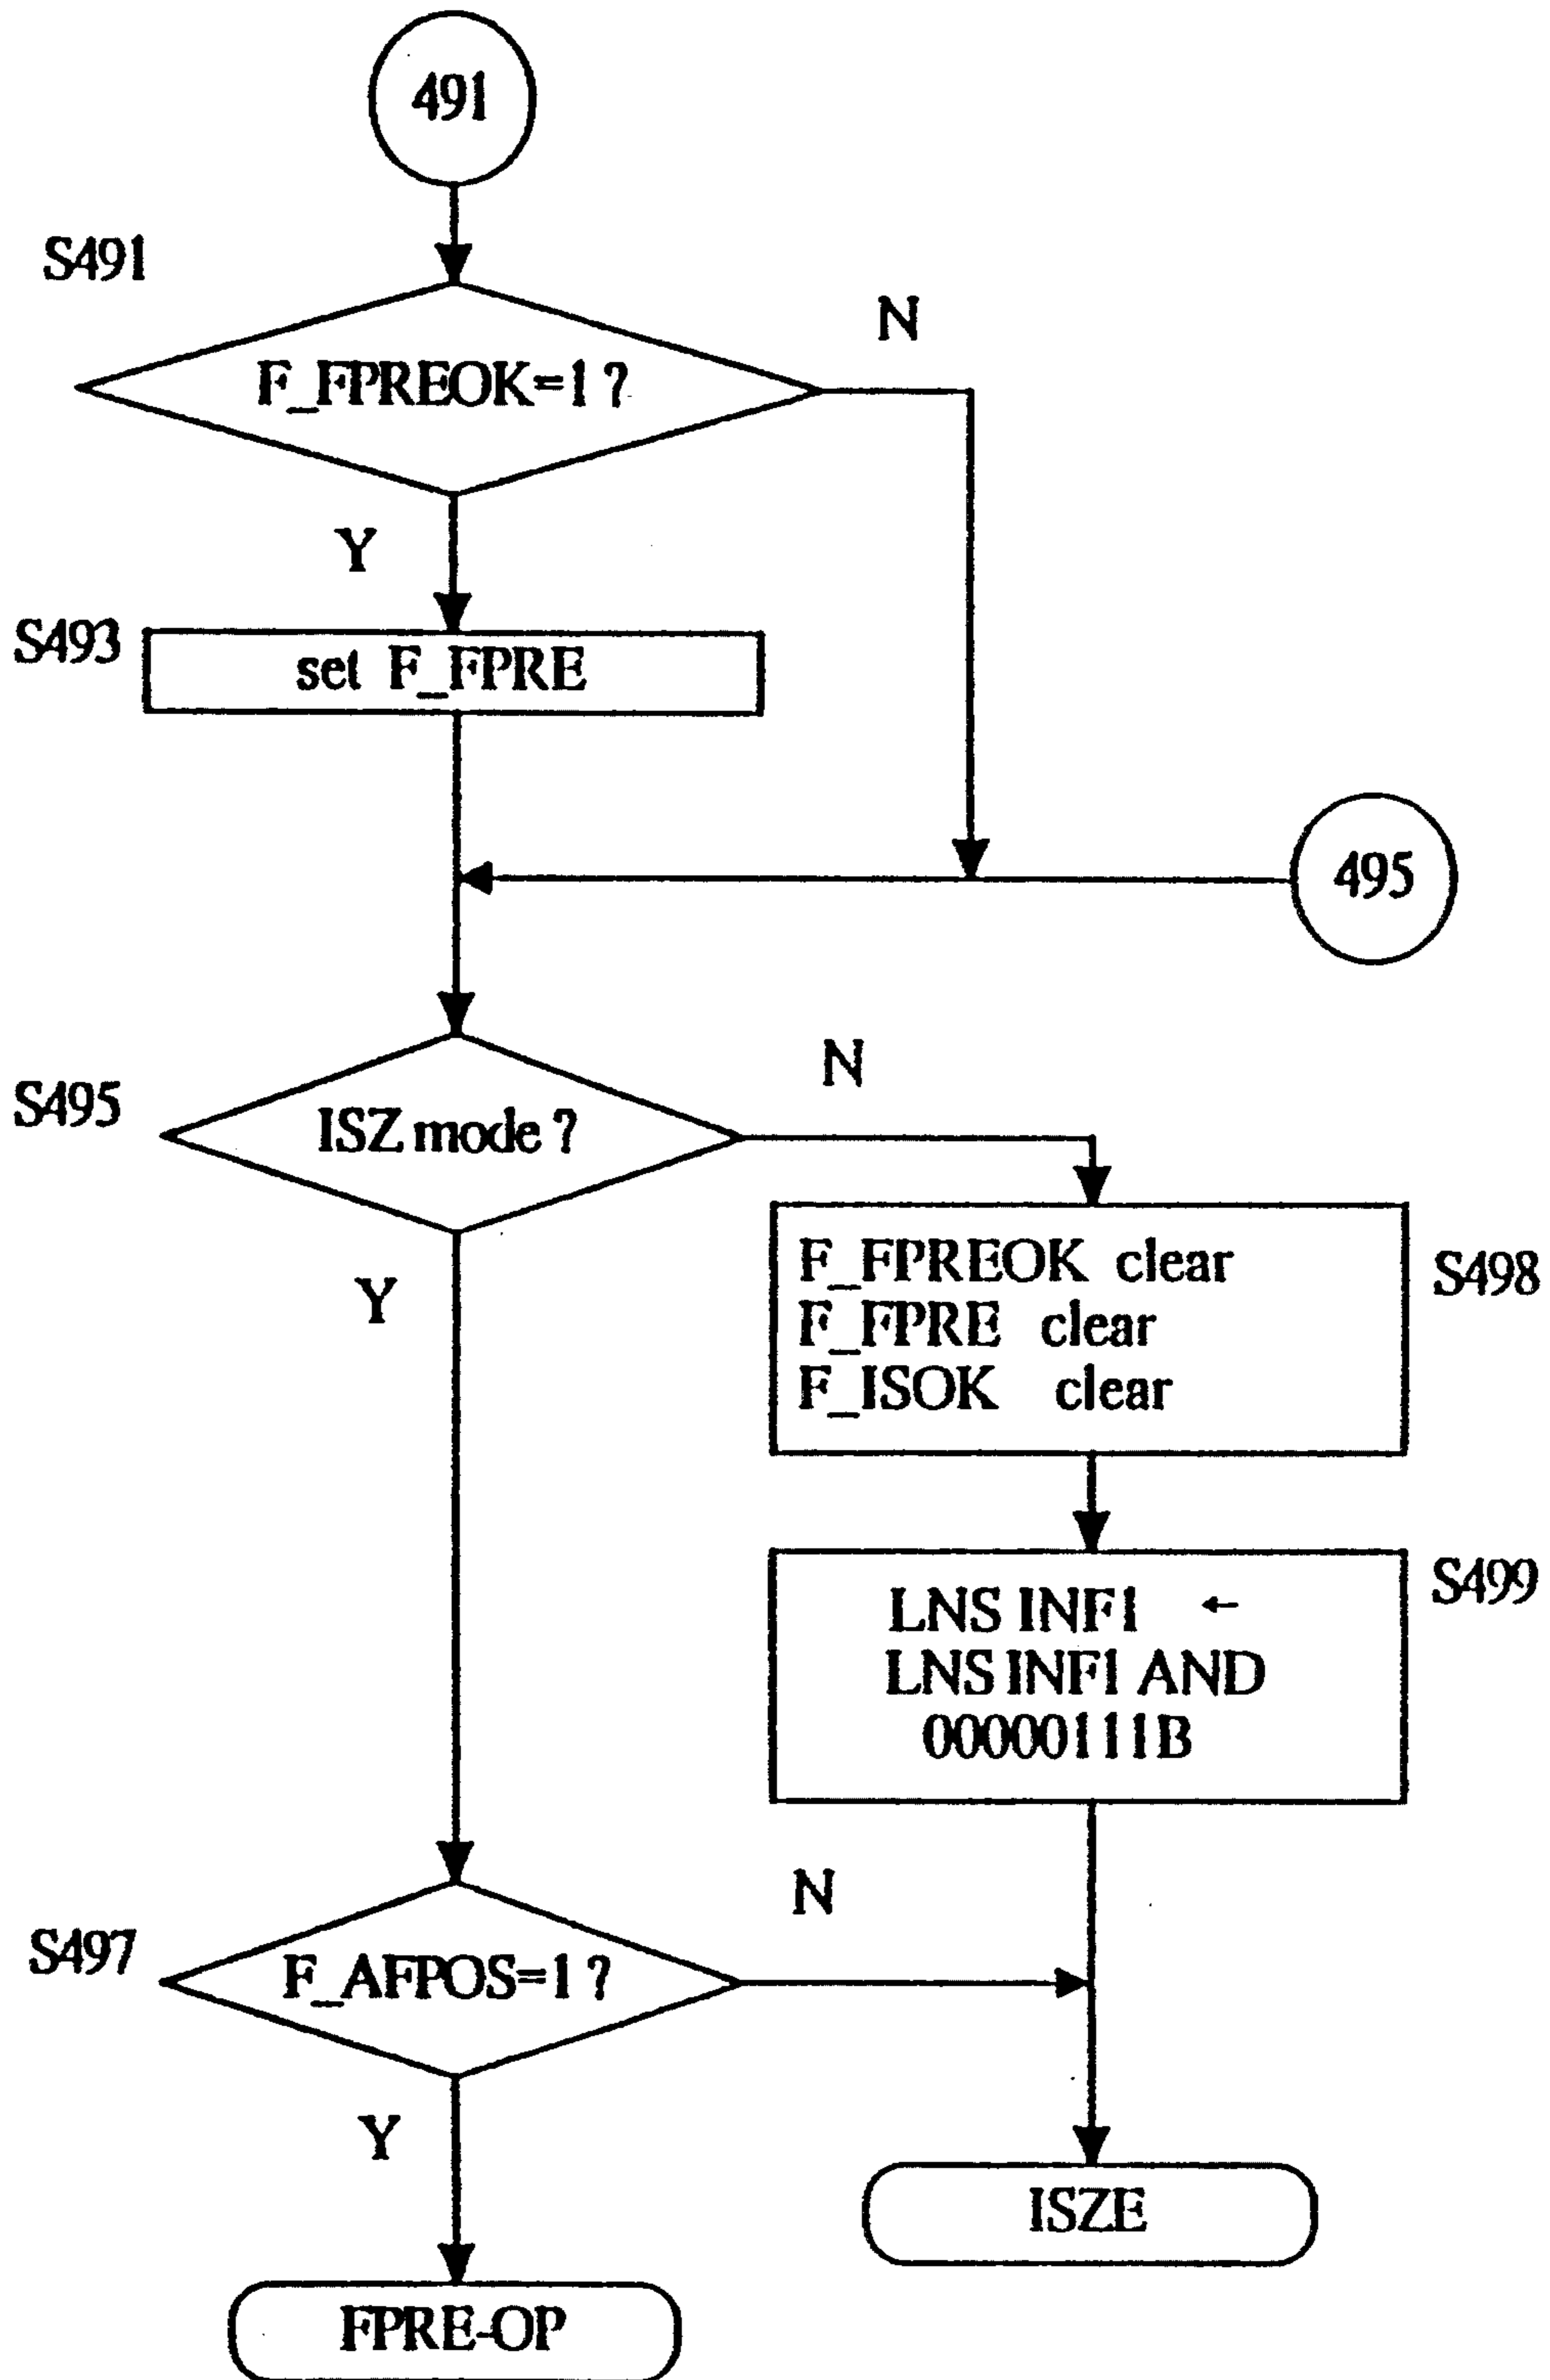 491
S491
N
F_FPREOK=1 ?
Y
S493
set F_FPRE
495
N
S495
ISZ mode ?
Y
F_FPREOK clear
F_FPRE clear
F_ISOK clear
S498
LNS INF1 ←
LNS INF1 AND
00000111B
S499
N
S497
F_AFPOS=1 ?
Y
ISZE
FPRE-OP